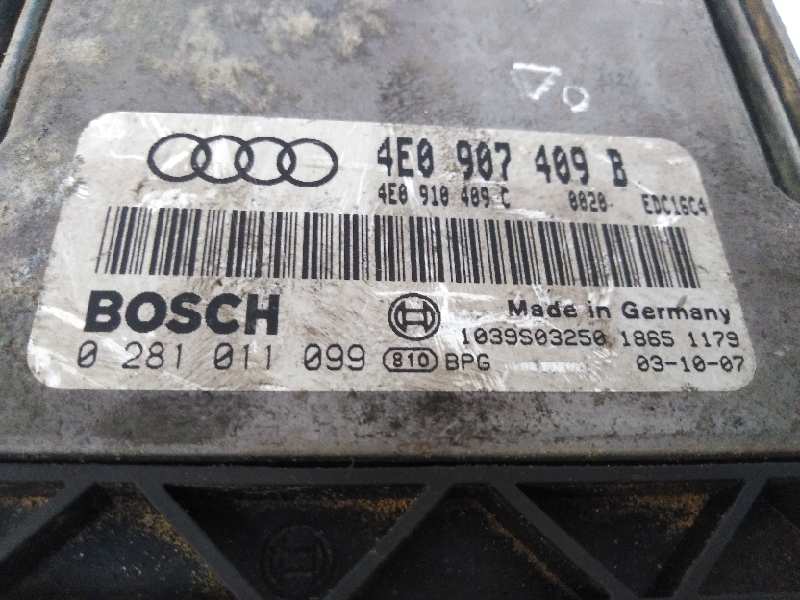 4E0 907 409 B
4E0 910 409 C 0020 EDC16C4
BOSCH
Made in Germany
1039S03250 1865 1179
0 281 011 099 810 BPG 03-10-07